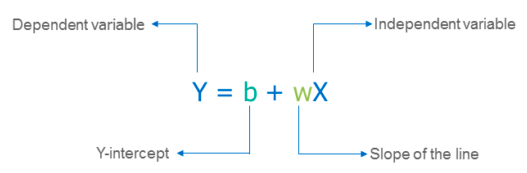 Dependent variable
Independent variable
Y = b + wX
Y-intercept
Slope of the line